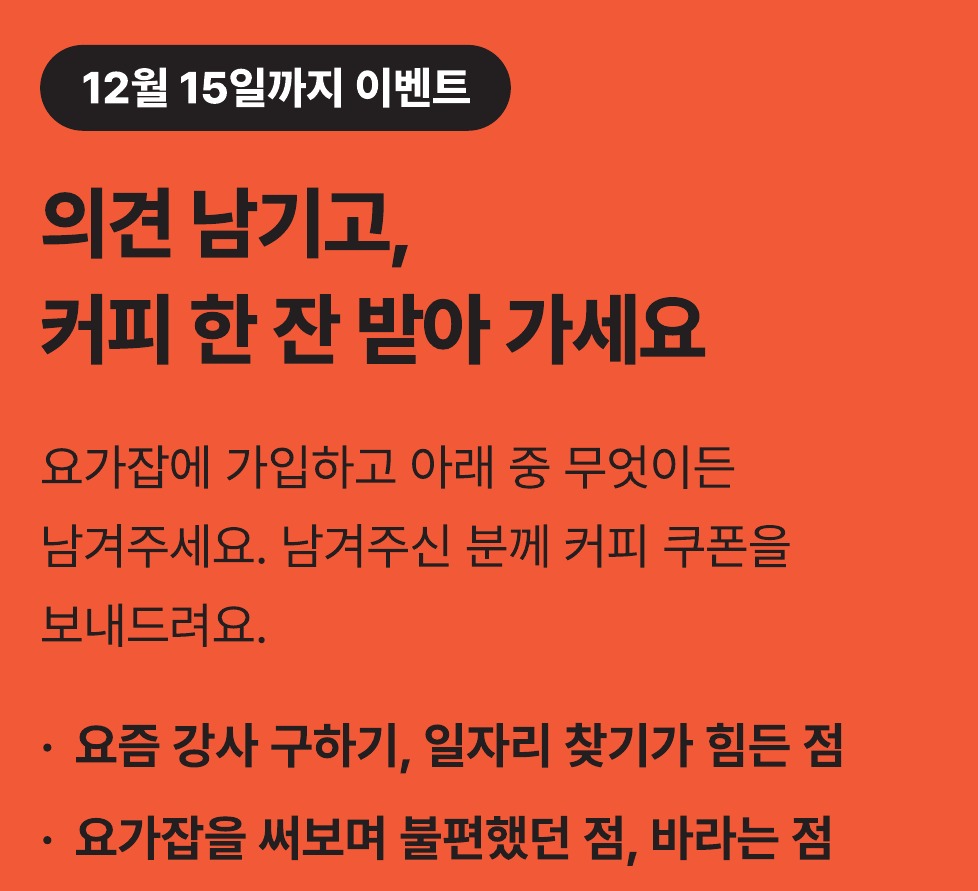 12월 15일까지 이벤트
의견 남기고,
커피 한 잔 받아 가세요
요가잡에 가입하고 아래 중 무엇이든
남겨주세요. 남겨주신 분께 커피 쿠폰을
보내드려요.
· 요즘 강사 구하기, 일자리 찾기가 힘든 점
· 요가잡을 써보며 불편했던 점, 바라는 점